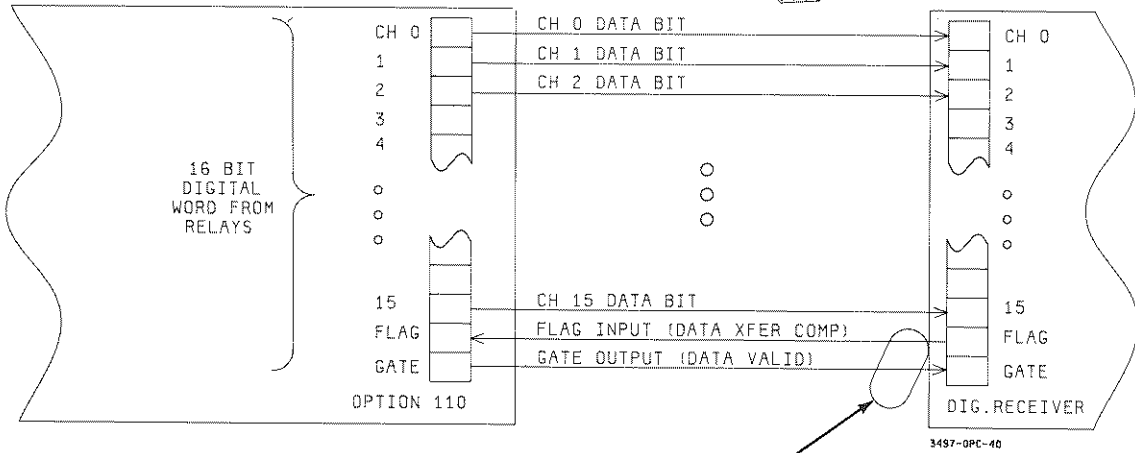 CH 0
1
2
3
4
16 BIT
DIGITAL
WORD FROM
RELAYS
15
FLAG
GATE
OPTION 110
CH 0 DATA BIT
CH 1 DATA BIT
CH 2 DATA BIT
CH 15 DATA BIT
FLAG INPUT (DATA XFER COMP)
GATE OUTPUT (DATA VALID)
CH 0
1
2
3
4
15
FLAG
GATE
DIG.RECEIVER
3497-OPC-40